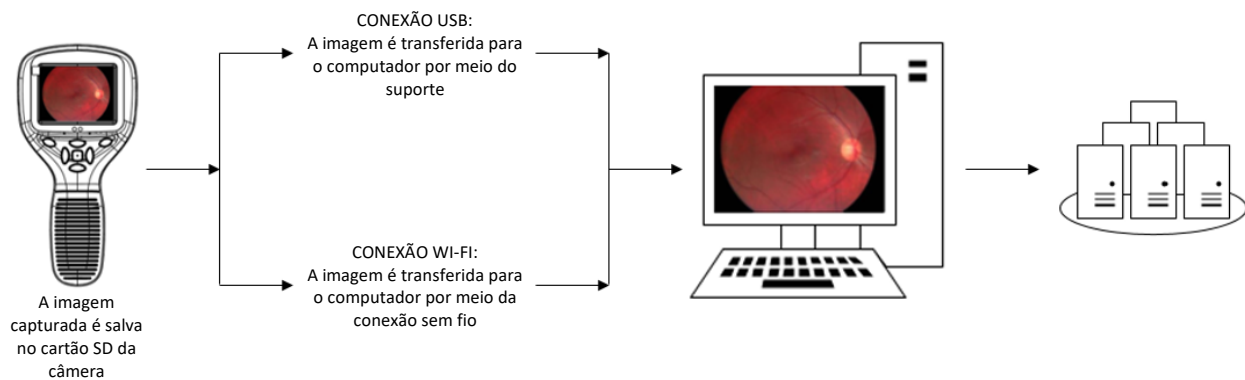 CONEXÃO USB:
A imagem é transferida para
o computador por meio do
suporte
CONEXÃO WI-FI:
A imagem é transferida para
o computador por meio da
conexão sem fio
A imagem
capturada é salva
no cartão SD da
câmera